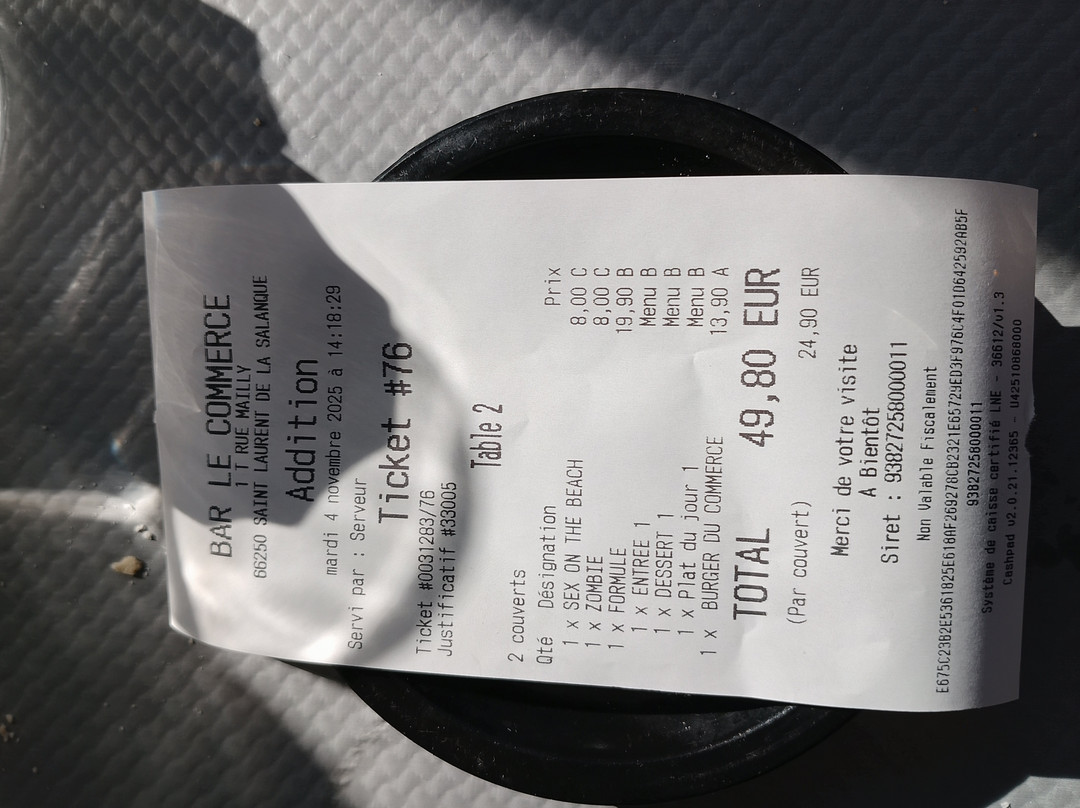 BAR LE COMMERCE
1 T RUE MAILLY
66250 SAINT LAURENT DE LA SALANQUE
Addition
mardi 4 novembre 2025 à 14:18:29
Servi par : Serveur
Ticket #76
Ticket #0031283/76
Justificatif #33005
Table 2
2 couverts
Qté Désignation Prix
1 x SEX ON THE BEACH 8,00 C
1 x ZOMBIE 8,00 C
1 x FORMULE 19,90 B
1 x ENTREE 1 Menu B
1 x DESSERT 1 Menu B
1 x Plat du jour 1 Menu B
1 x BURGER DU COMMERCE 13,90 A
TOTAL 49,80 EUR
(Par couvert) 24,90 EUR
Merci de votre visite
A Bientôt
Siret : 93827258000011
Non Valable Fiscalement
93827258000011
Système de caisse certifié LNE - 36612/v1.3
Cashpad v2.0.21.12365 - U42510868000